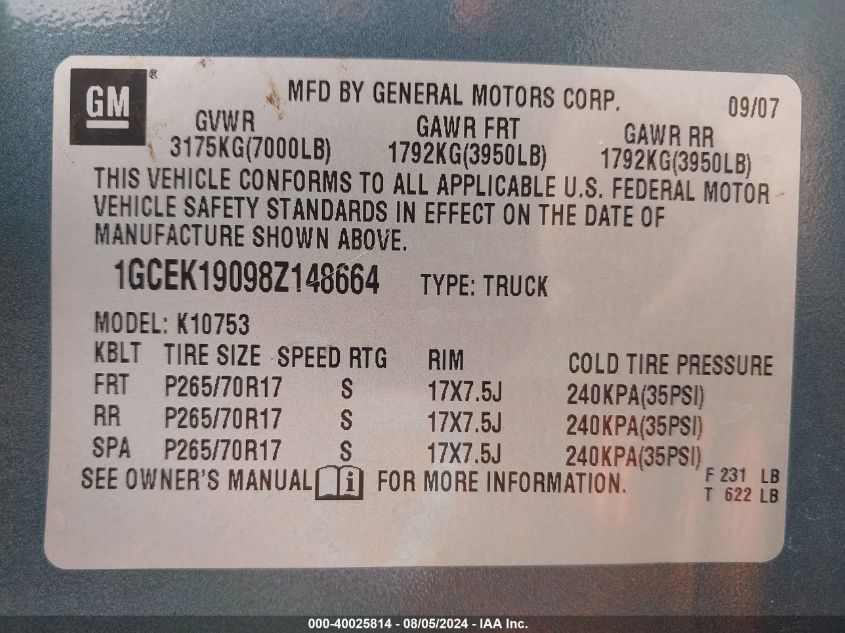 GM ®
MFD BY GENERAL MOTORS CORP. 09/07
GVWR GAWR FRT GAWR RR
3175KG(7000LB) 1792KG(3950LB) 1792KG(3950LB)
THIS VEHICLE CONFORMS TO ALL APPLICABLE U.S. FEDERAL MOTOR
VEHICLE SAFETY STANDARDS IN EFFECT ON THE DATE OF
MANUFACTURE SHOWN ABOVE.
1GCEK19098Z148664 TYPE: TRUCK
MODEL: K10753
KBLT TIRE SIZE SPEED RTG RIM COLD TIRE PRESSURE
FRT P265/70R17 S 17X7.5J 240KPA(35PSI)
RR P265/70R17 S 17X7.5J 240KPA(35PSI)
SPA P265/70R17 S 17X7.5J 240KPA(35PSI)
SEE OWNER'S MANUAL i FOR MORE INFORMATION. F 231 LB
T 622 LB
000-40025814 - 08/05/2024 - IAA Inc.